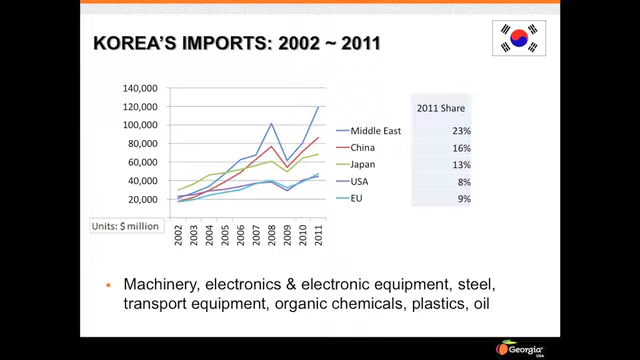 KOREA'S IMPORTS: 2002 ~ 2011
140,000
120,000
100,000
80,000
60,000
40,000
20,000
Units: $ million
2002
2003
2004
2005
2006
2007
2008
2009
2010
2011
2011 Share
Middle East 23%
China 16%
Japan 13%
USA 8%
EU 9%
Machinery, electronics & electronic equipment, steel,
transport equipment, organic chemicals, plastics, oil
Georgia
USA